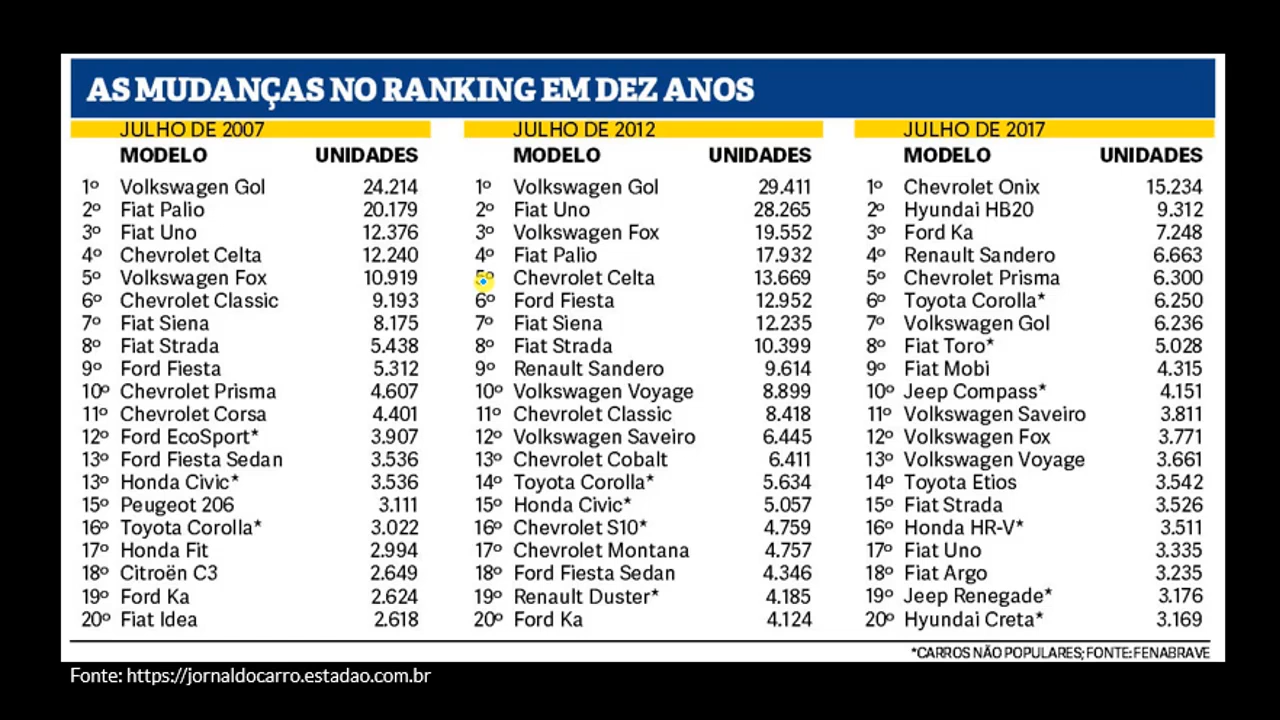 AS MUDANÇAS NO RANKING EM DEZ ANOS
JULHO DE 2007
MODELO UNIDADES
1º Volkswagen Gol 24.214
2º Fiat Palio 20.179
3º Fiat Uno 12.376
4º Chevrolet Celta 12.240
5º Volkswagen Fox 10.919
6º Chevrolet Classic 9.193
7º Fiat Siena 8.175
8º Fiat Strada 5.438
9º Ford Fiesta 5.312
10º Chevrolet Prisma 4.607
11º Chevrolet Corsa 4.401
12º Ford EcoSport* 3.907
13º Ford Fiesta Sedan 3.536
13º Honda Civic* 3.536
15º Peugeot 206 3.111
16º Toyota Corolla* 3.022
17º Honda Fit 2.994
18º Citroën C3 2.649
19º Ford Ka 2.624
20º Fiat Idea 2.618
JULHO DE 2012
MODELO UNIDADES
1º Volkswagen Gol 29.411
2º Fiat Uno 28.265
3º Volkswagen Fox 19.552
4º Fiat Palio 17.932
5º Chevrolet Celta 13.669
6º Ford Fiesta 12.952
7º Fiat Siena 12.235
8º Fiat Strada 10.399
9º Renault Sandero 9.614
10º Volkswagen Voyage 8.899
11º Chevrolet Classic 8.418
12º Volkswagen Saveiro 6.445
13º Chevrolet Cobalt 6.411
14º Toyota Corolla* 5.634
15º Honda Civic* 5.057
16º Chevrolet S10* 4.759
17º Chevrolet Montana 4.757
18º Ford Fiesta Sedan 4.346
19º Renault Duster* 4.185
20º Ford Ka 4.124
JULHO DE 2017
MODELO UNIDADES
1º Chevrolet Onix 15.234
2º Hyundai HB20 9.312
3º Ford Ka 7.248
4º Renault Sandero 6.663
5º Chevrolet Prisma 6.300
6º Toyota Corolla* 6.250
7º Volkswagen Gol 6.236
8º Fiat Toro* 5.028
9º Fiat Mobi 4.315
10º Jeep Compass* 4.151
11º Volkswagen Saveiro 3.811
12º Volkswagen Fox 3.771
13º Volkswagen Voyage 3.661
14º Toyota Etios 3.542
15º Fiat Strada 3.526
16º Honda HR-V* 3.511
17º Fiat Uno 3.335
18º Fiat Argo 3.235
19º Jeep Renegade* 3.176
20º Hyundai Creta* 3.169
*CARROS NÃO POPULARES; FONTE: FENABRAVE
Fonte: https://jornaldocarro.estadao.com.br